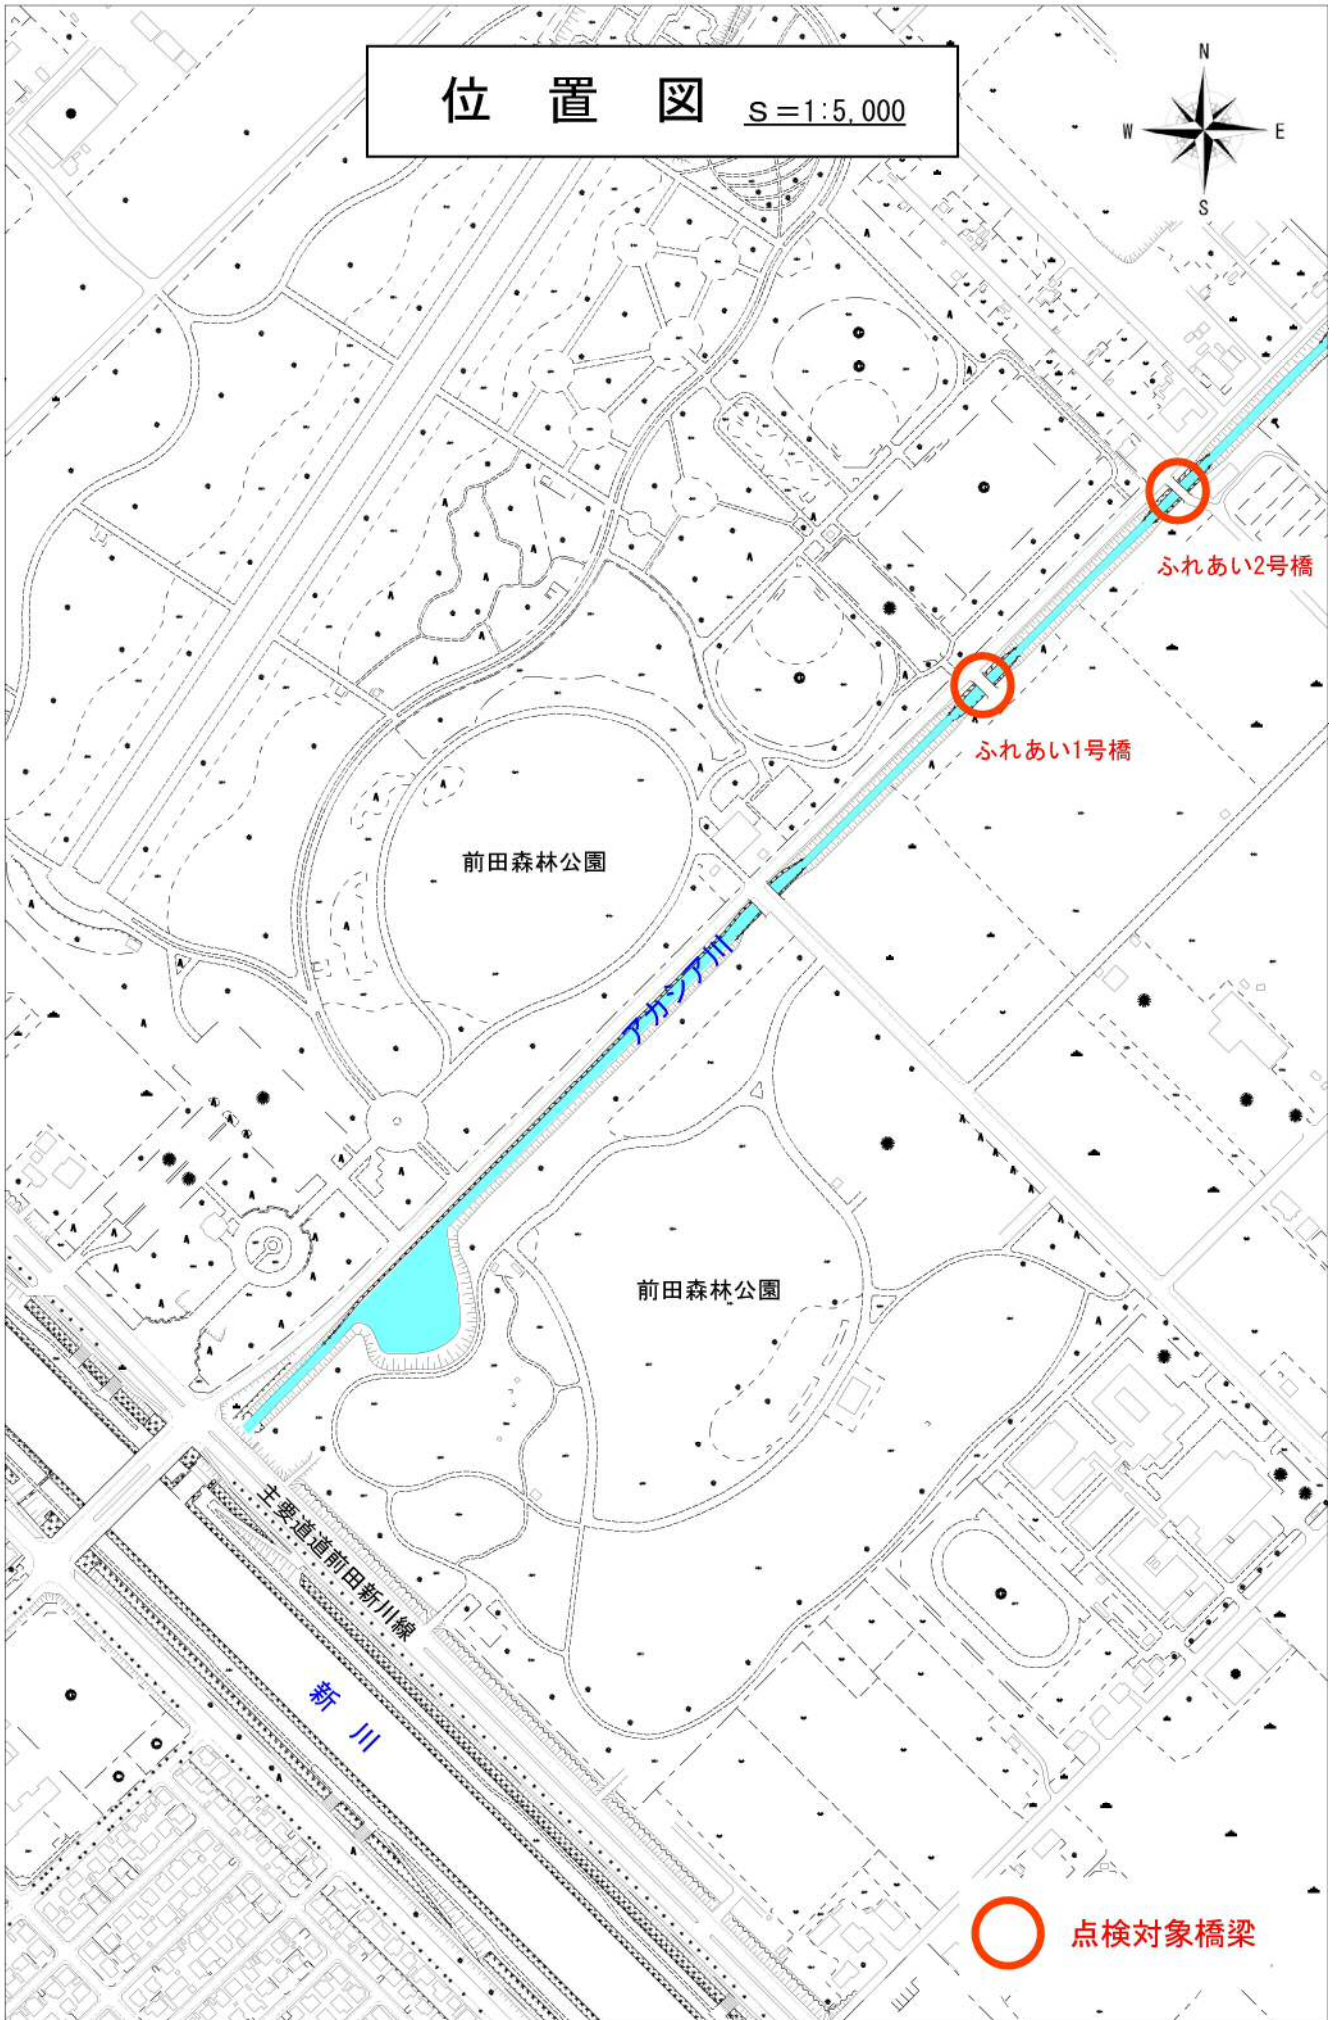 位置図 S=1:5,000
N
W
E
S
ふれあい2号橋
ふれあい1号橋
前田森林公園
アカシア川
前田森林公園
主要道道前田新川線
新川
点検対象橋梁